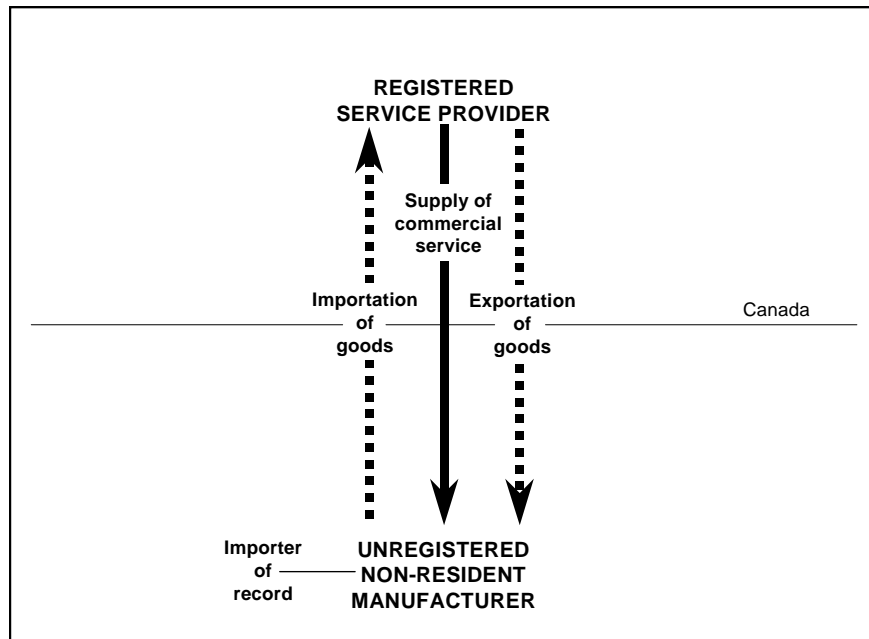 REGISTERED
SERVICE PROVIDER
Supply of
commercial
service
Importation
of
goods
Exportation
of
goods
Canada
Importer
of
record
UNREGISTERED
NON-RESIDENT
MANUFACTURER